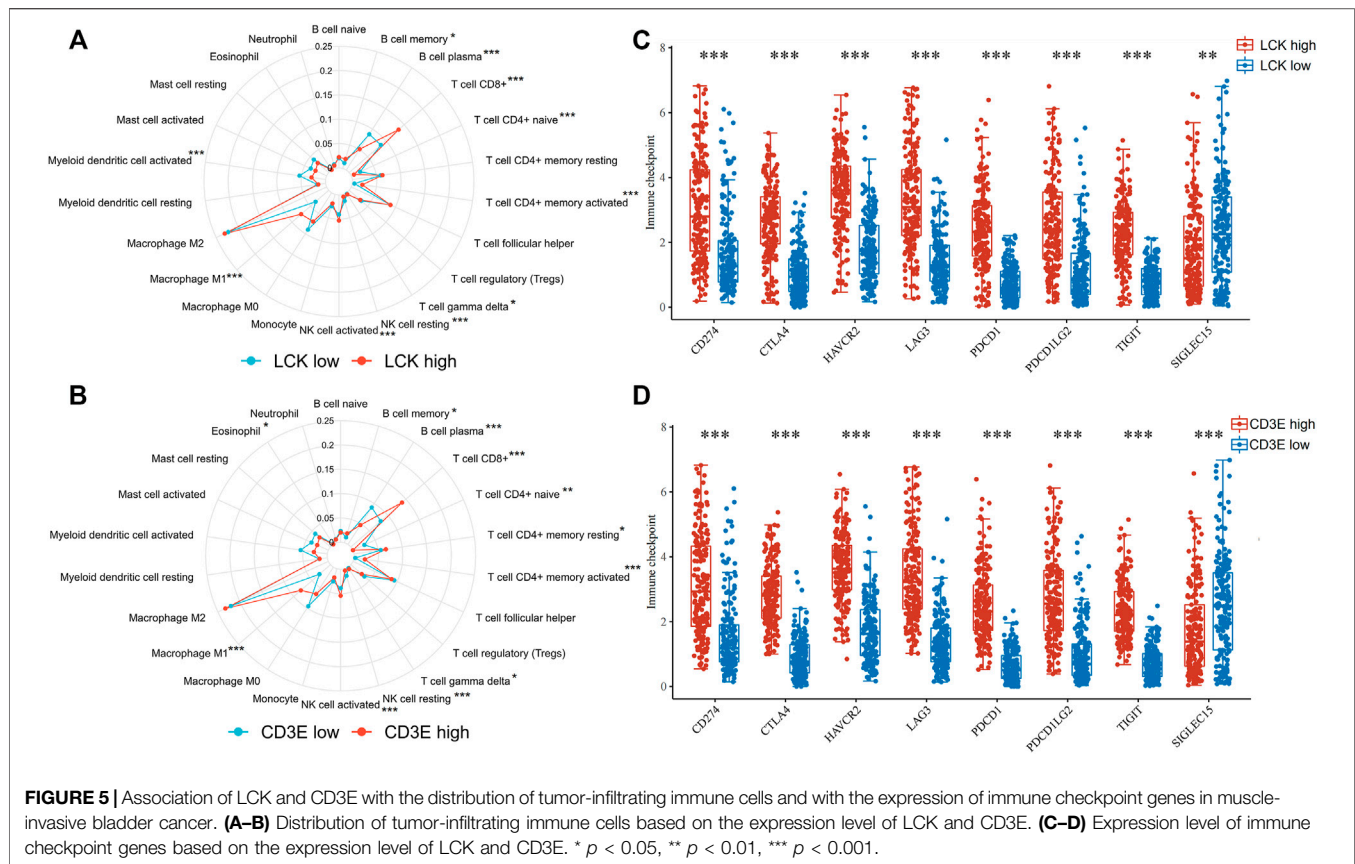 A
B cell naive
B cell memory *
B cell plasma ***
T cell CD8+ ***
T cell CD4+ naive ***
T cell CD4+ memory resting
T cell CD4+ memory activated ***
T cell follicular helper
T cell regulatory (Tregs)
T cell gamma delta *
NK cell resting ***
NK cell activated ***
Monocyte
Macrophage M0
Macrophage M1 ***
Macrophage M2
Myeloid dendritic cell resting
Myeloid dendritic cell activated ***
Mast cell activated
Mast cell resting
Eosinophil
Neutrophil
0.25
0.2
0.15
0.1
0.05
0
LCK low LCK high
B
B cell naive
B cell memory *
B cell plasma ***
T cell CD8+ ***
T cell CD4+ naive **
T cell CD4+ memory resting *
T cell CD4+ memory activated ***
T cell follicular helper
T cell regulatory (Tregs)
T cell gamma delta *
NK cell resting ***
NK cell activated ***
Monocyte
Macrophage M0
Macrophage M1 ***
Macrophage M2
Myeloid dendritic cell resting
Myeloid dendritic cell activated
Mast cell activated
Mast cell resting
Eosinophil *
Neutrophil
0.25
0.2
0.15
0.1
0.05
0
CD3E low CD3E high
C
*** *** *** *** *** *** *** **
LCK high
LCK low
Immune checkpoint
8
6
4
2
0
CD274 CTLA4 HAVCR2 LAG3 PDCD1 PDCD1LG2 TIGIT SIGLEC15
D
*** *** *** *** *** *** *** ***
CD3E high
CD3E low
Immune checkpoint
8
6
4
2
0
CD274 CTLA4 HAVCR2 LAG3 PDCD1 PDCD1LG2 TIGIT SIGLEC15
FIGURE 5 | Association of LCK and CD3E with the distribution of tumor-infiltrating immune cells and with the expression of immune checkpoint genes in muscle-
invasive bladder cancer. (A–B) Distribution of tumor-infiltrating immune cells based on the expression level of LCK and CD3E. (C–D) Expression level of immune
checkpoint genes based on the expression level of LCK and CD3E. * p < 0.05, ** p < 0.01, *** p < 0.001.